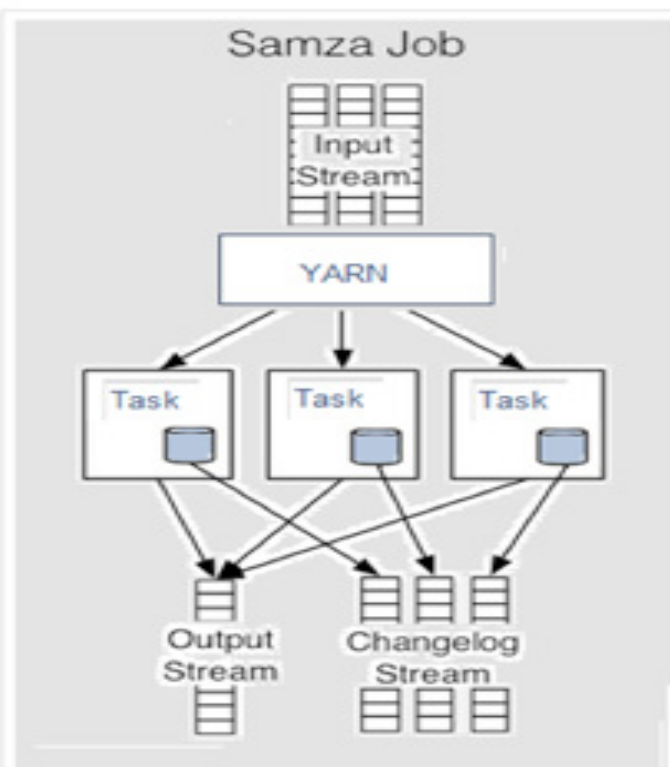 Samza Job
Input
Stream
YARN
Task
Task
Task
Output
Stream
Changelog
Stream